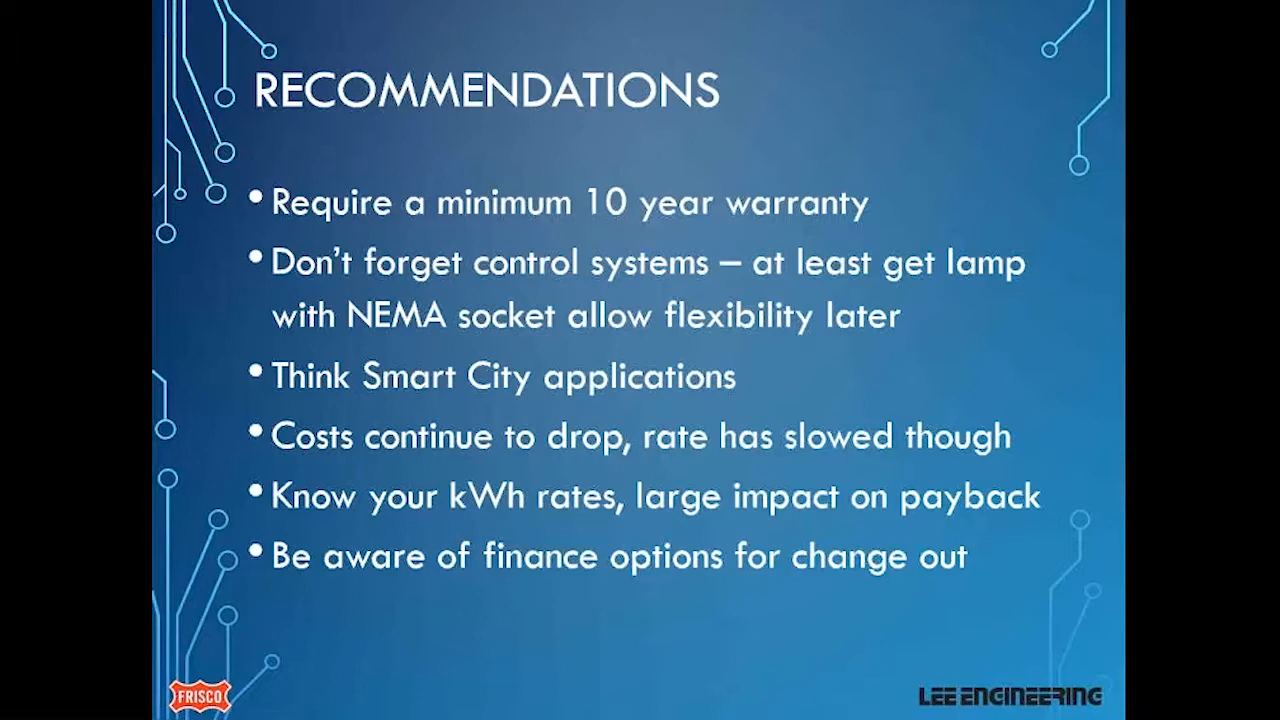 RECOMMENDATIONS
• Require a minimum 10 year warranty
• Don't forget control systems – at least get lamp
with NEMA socket allow flexibility later
• Think Smart City applications
• Costs continue to drop, rate has slowed though
• Know your kWh rates, large impact on payback
• Be aware of finance options for change out
FRISCO
LEE ENGINEERING